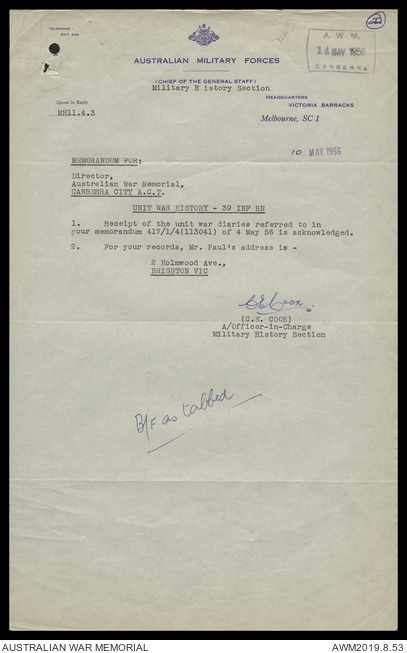 TELEPHONE:
A. W. M.
14 MAY 1956
CANBERRA
AUSTRALIAN MILITARY FORCES
(CHIEF OF THE GENERAL STAFF)
Military H istory Section
HEADQUARTERS
VICTORIA BARRACKS
Melbourne, SC 1
Quote in Reply
MH11.4.3
10 MAY 1956
MEMORANDUM FOR:
Director,
Australian War Memorial,
CANBERRA CITY A.C.T.
UNIT WAR HISTORY - 39 INF BN
1. Receipt of the unit war diaries referred to in
your memorandum 417/1/4(113041) of 4 May 56 is acknowledged.
2. For your records, Mr. Paul's address is -
2 Holmwood Ave.,
BRIGHTON VIC
CECook.
(C.E. COOK)
A/Officer-in-Charge
Military History Section
B/F as tabbed
AUSTRALIAN WAR MEMORIAL
AWM2019.8.53